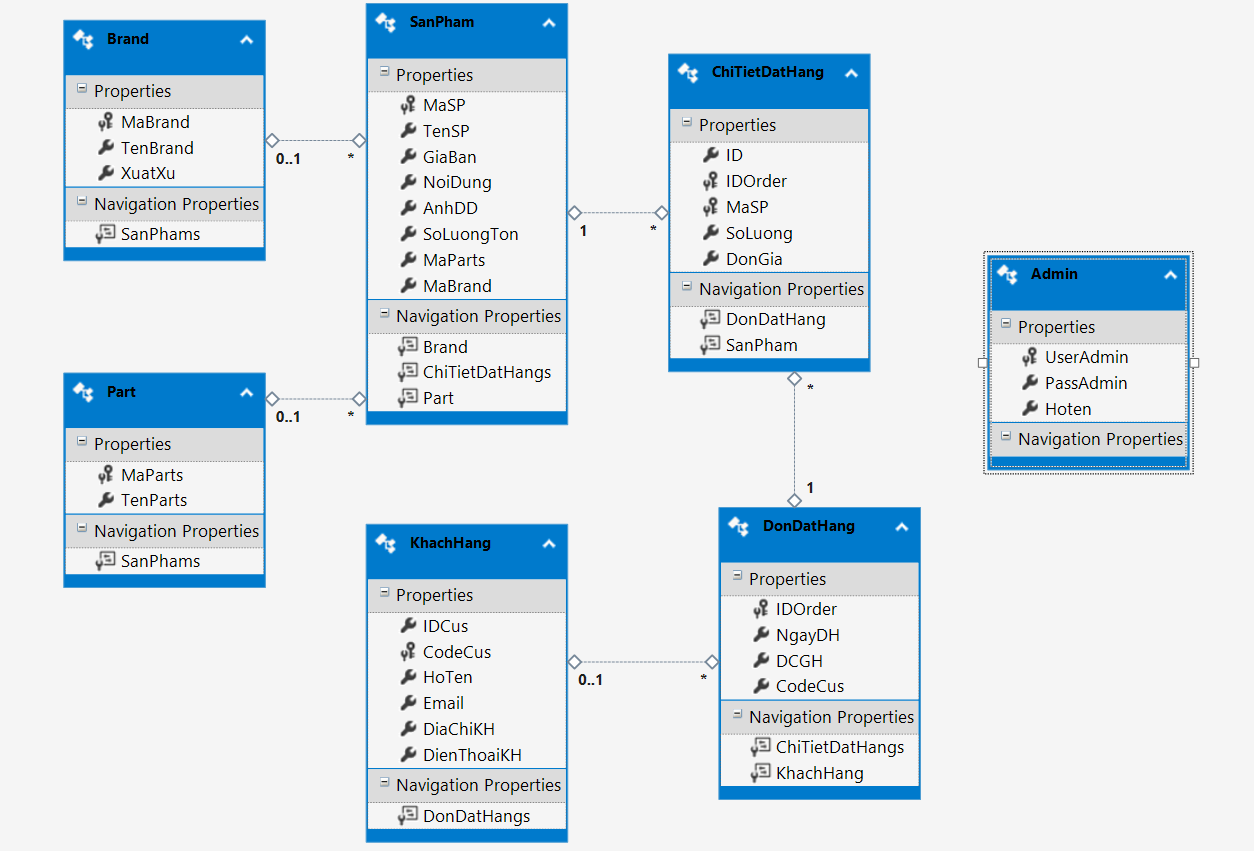 Brand
Properties
MaBrand
TenBrand
XuatXu
Navigation Properties
SanPhams
0..1
*
SanPham
Properties
MaSP
TenSP
GiaBan
NoiDung
AnhDD
SoLuongTon
MaParts
MaBrand
Navigation Properties
Brand
ChiTietDatHangs
Part
1
*
ChiTietDatHang
Properties
ID
IDOrder
MaSP
SoLuong
DonGia
Navigation Properties
DonDatHang
SanPham
*
1
Admin
Properties
UserAdmin
PassAdmin
Hoten
Navigation Properties
Part
Properties
MaParts
TenParts
Navigation Properties
SanPhams
0..1
*
KhachHang
Properties
IDCus
CodeCus
HoTen
Email
DiaChiKH
DienThoaiKH
Navigation Properties
DonDatHangs
0..1
*
DonDatHang
Properties
IDOrder
NgayDH
DCGH
CodeCus
Navigation Properties
ChiTietDatHangs
KhachHang